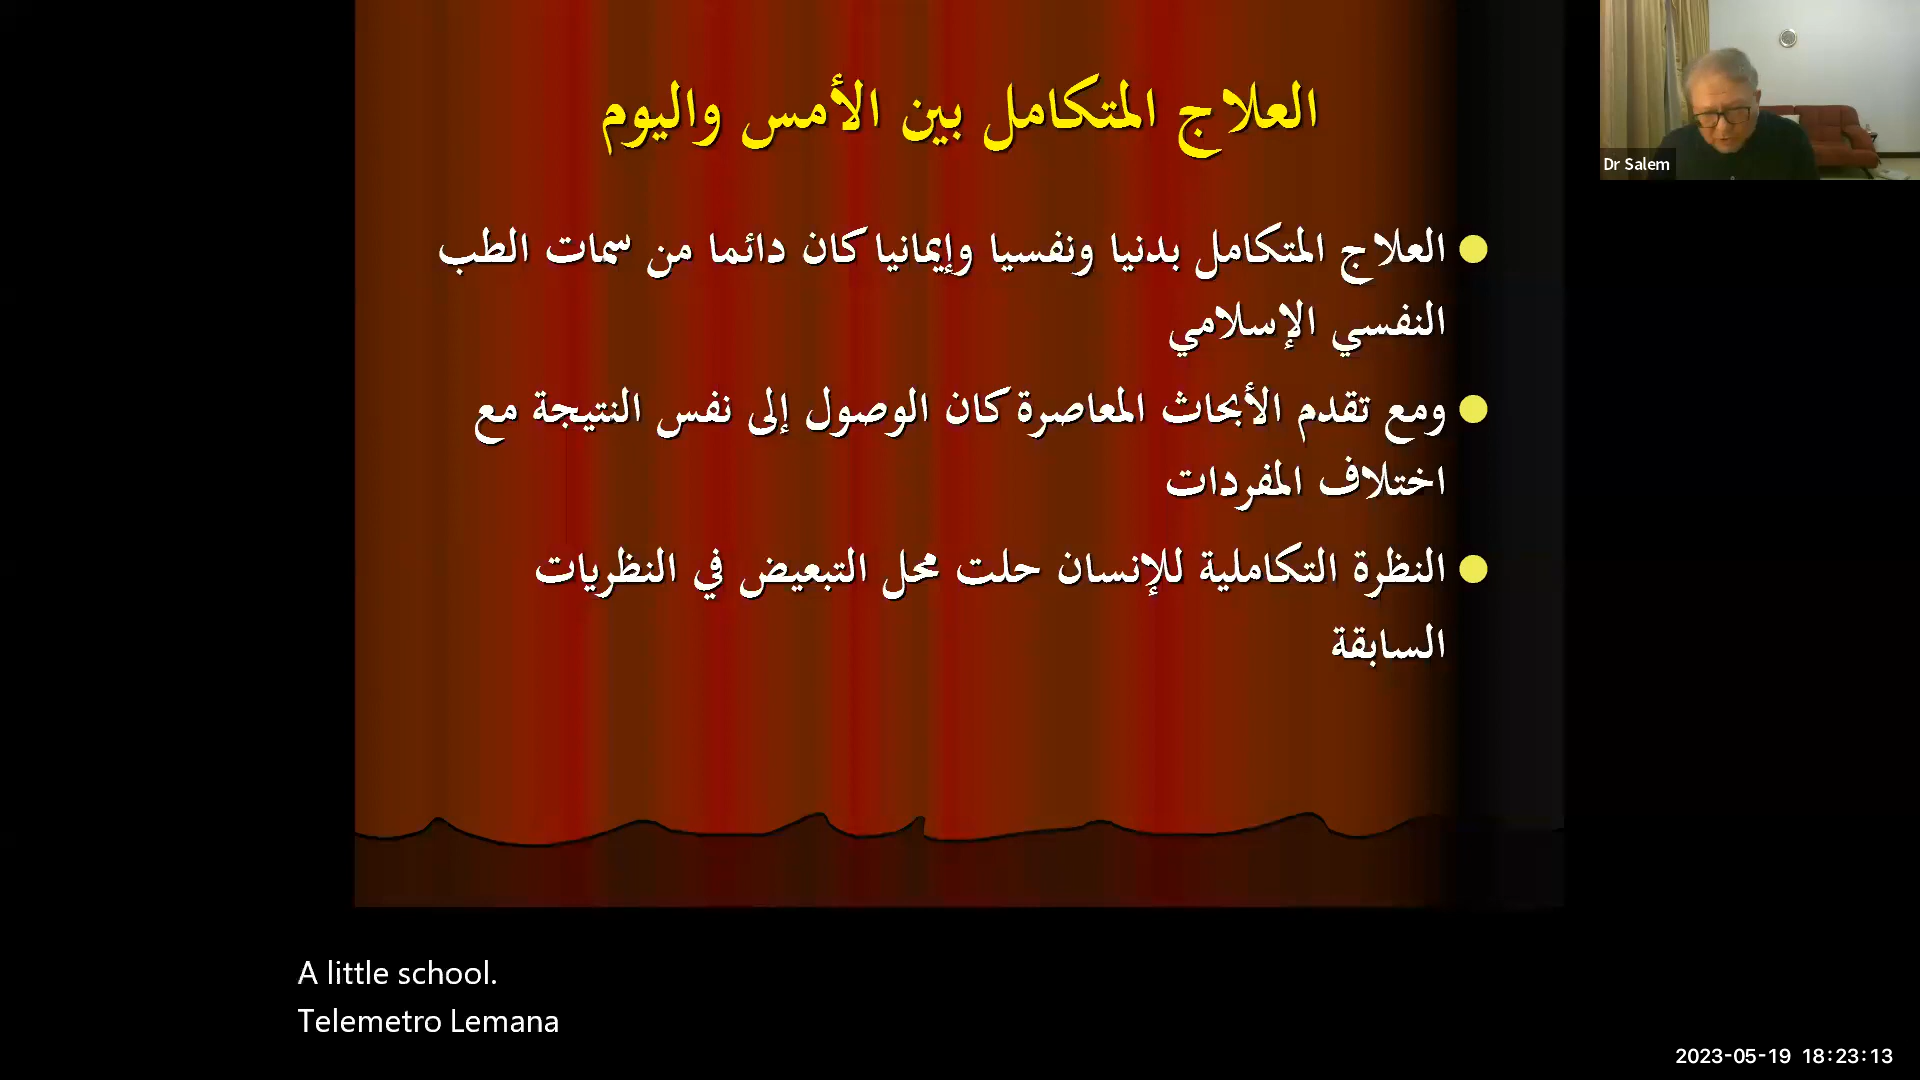 العلاج المتكامل بين الأمس واليوم
العلاج المتكامل بدنيا ونفسيا وإيمانيا كان دائما من سمات الطب
النفسي الإسلامي
ومع تقدم الأبحاث المعاصرة كان الوصول إلى نفس النتيجة مع
اختلاف المفردات
النظرة التكاملية للإنسان حلت محل التبعيض في النظريات
السابقة
Dr Salem
A little school.
Telemetro Lemana
2023-05-19 18:23:13